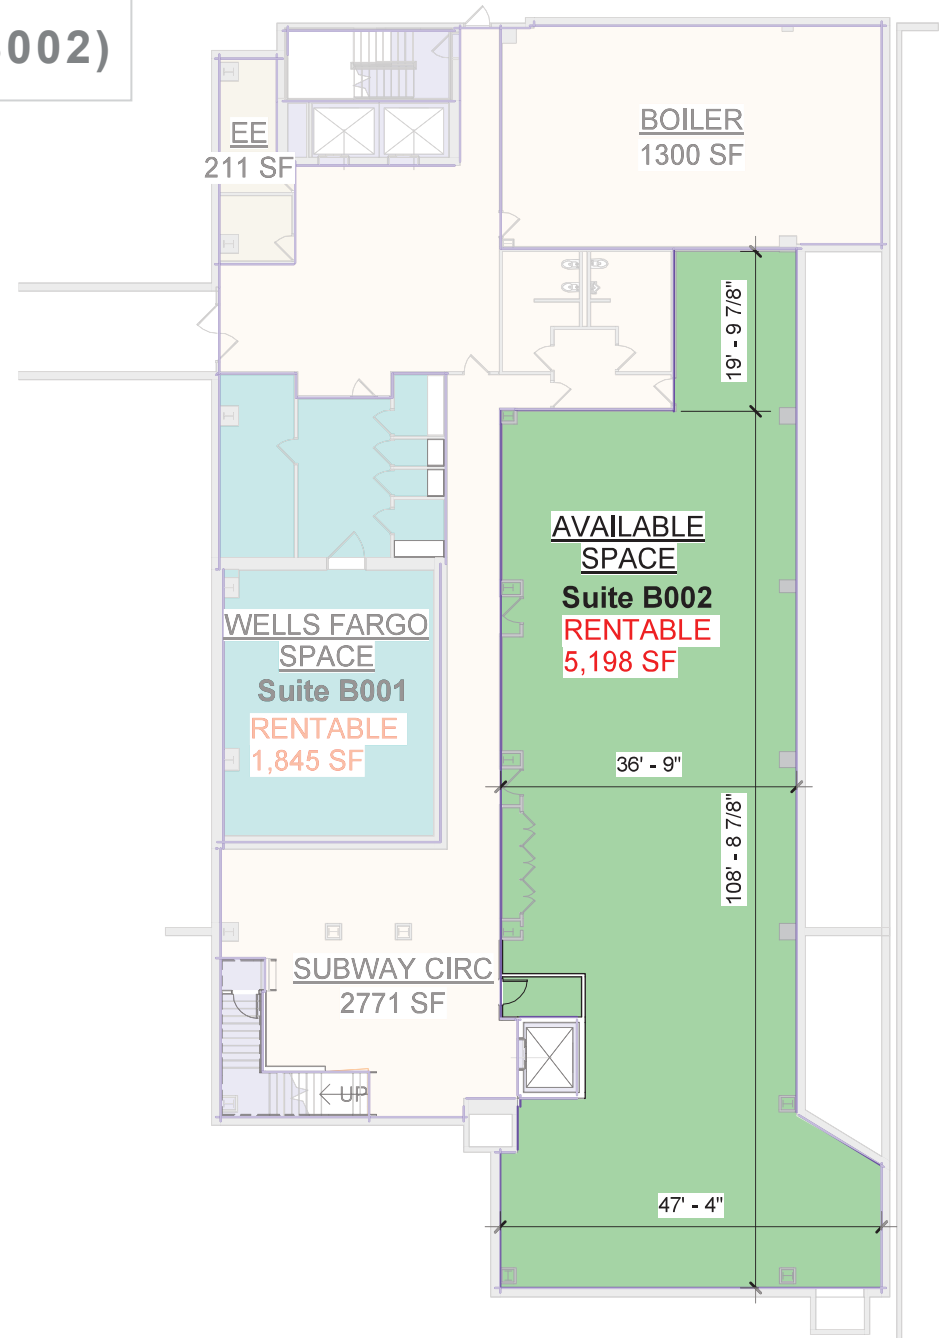 002)
EE
211 SF
BOILER
1300 SF
19' - 9 7/8"
AVAILABLE
SPACE
Suite B002
RENTABLE
5,198 SF
WELLS FARGO
SPACE
Suite B001
RENTABLE
1,845 SF
36' - 9"
108' - 8 7/8"
SUBWAY CIRC
2771 SF
UP
47' - 4"